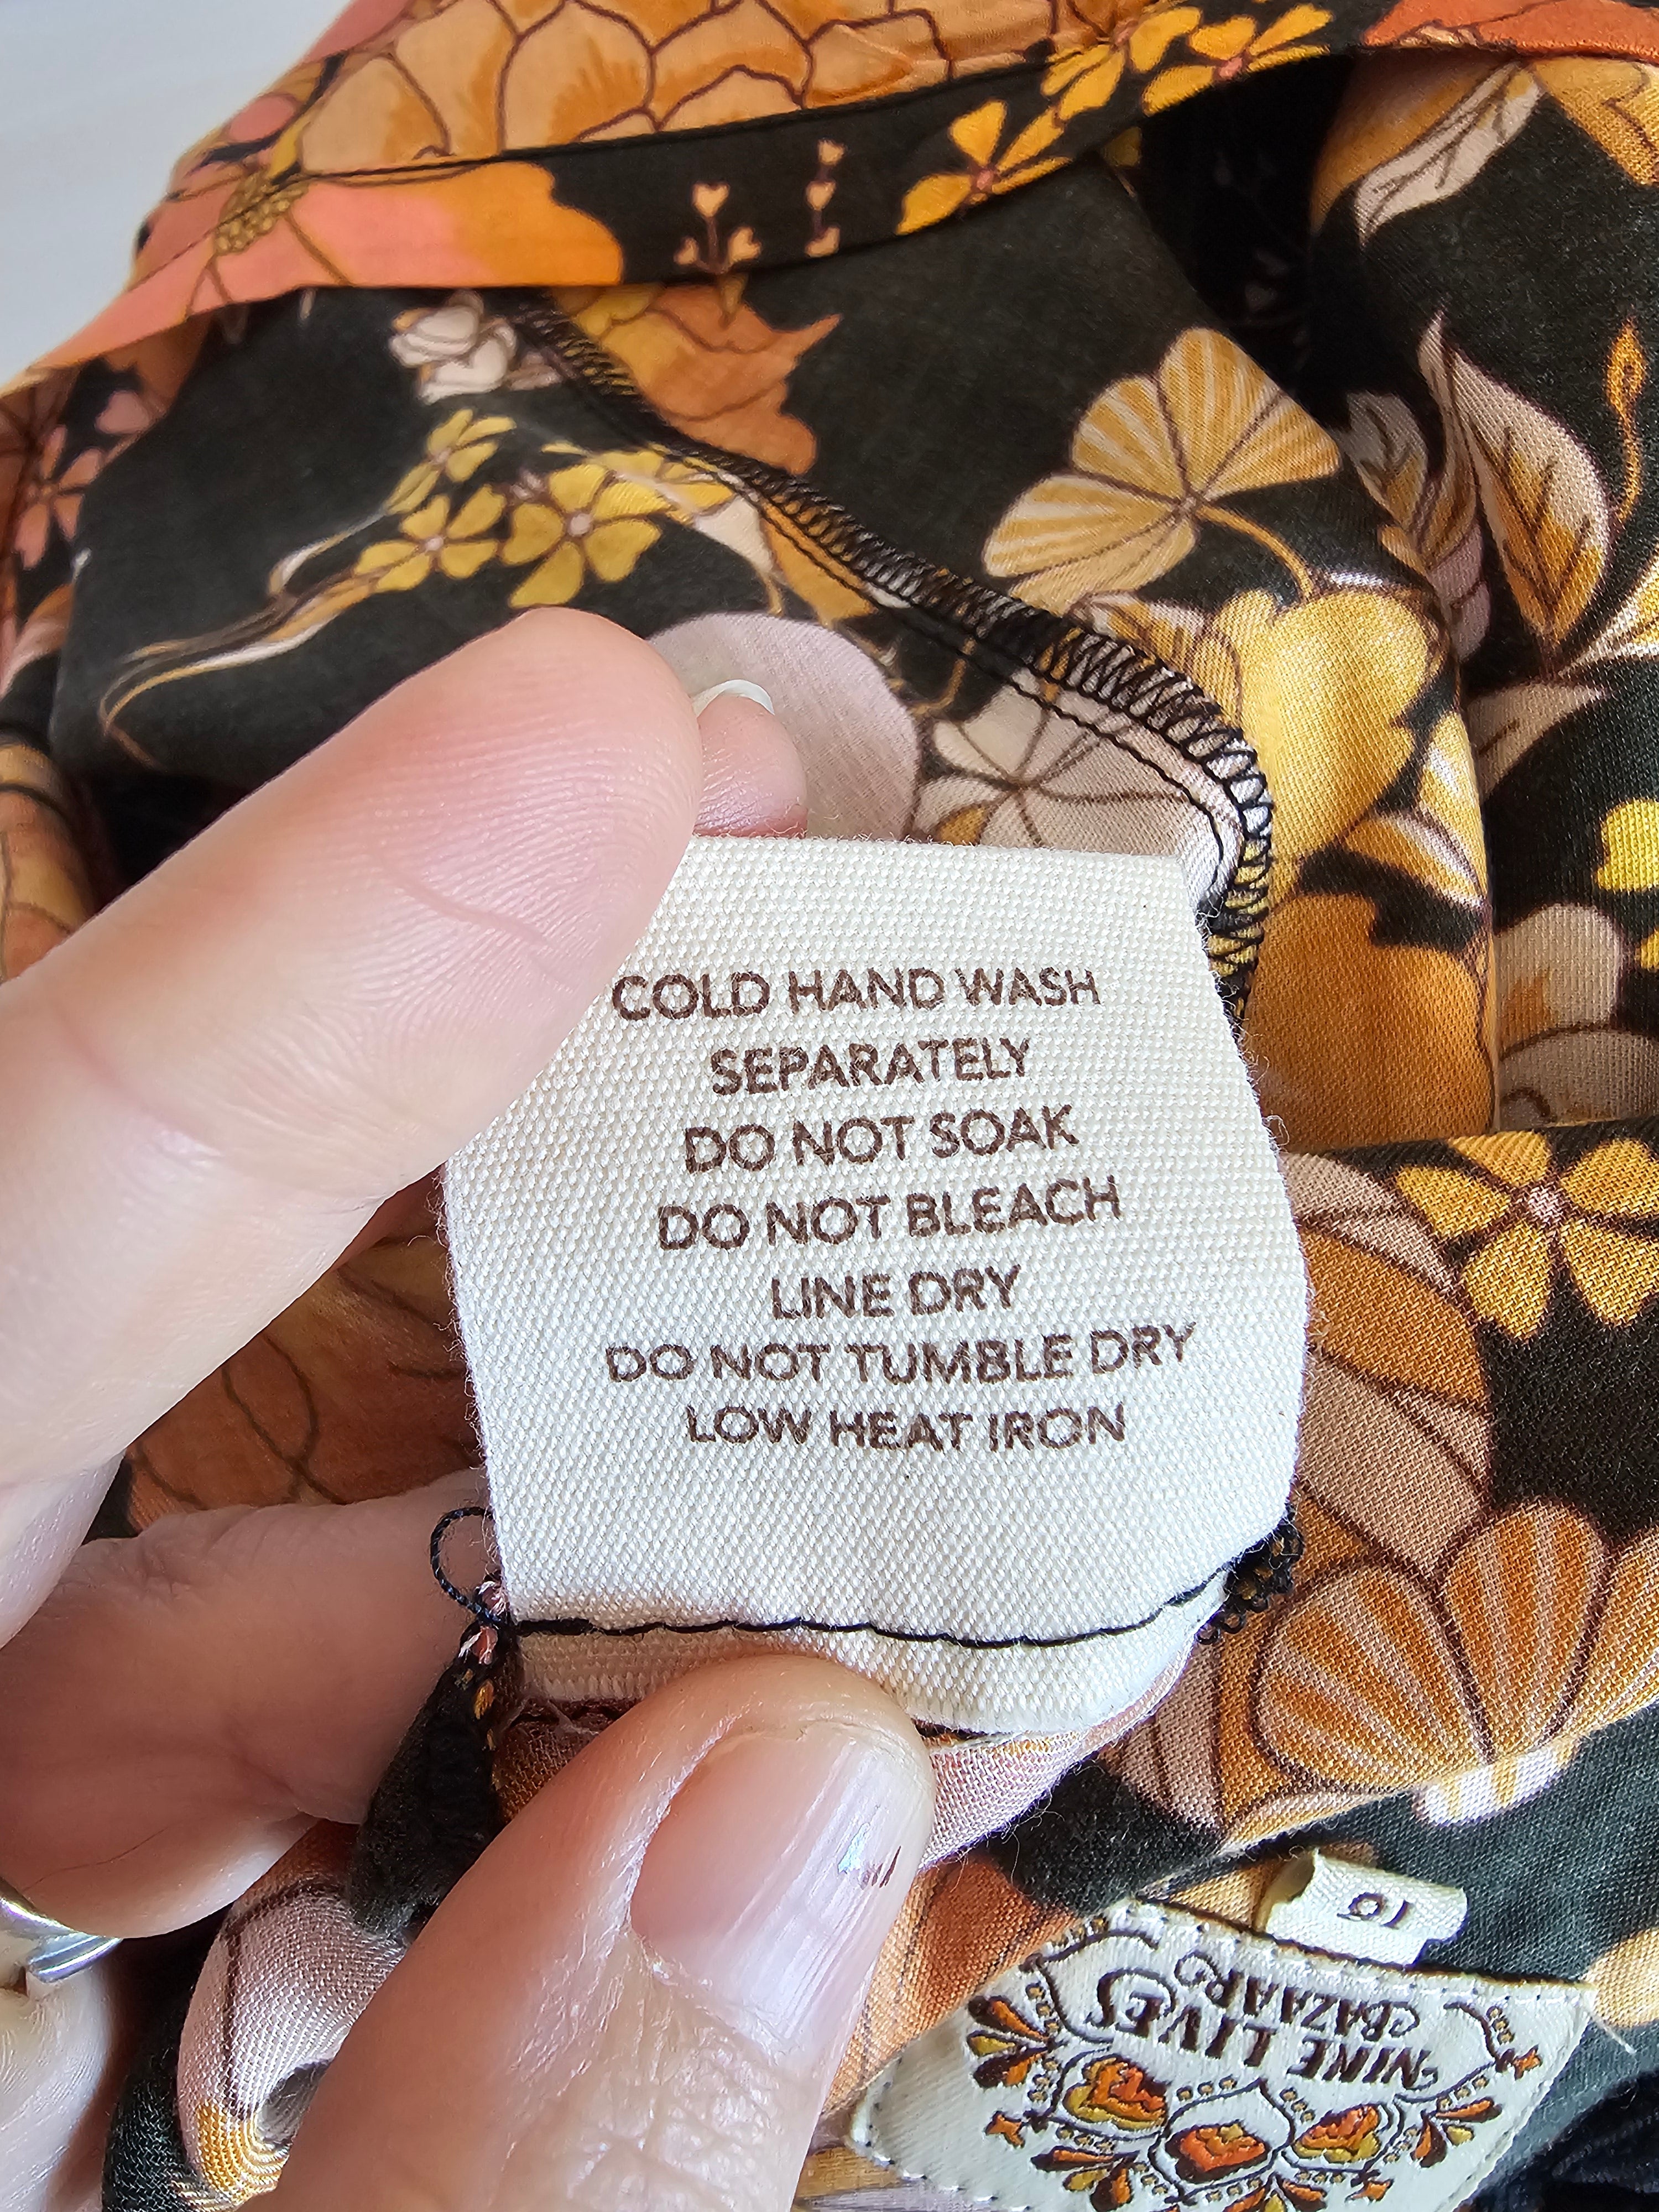 COLD HAND WASH
SEPARATELY
DO NOT SOAK
DO NOT BLEACH
LINE DRY
DO NOT TUMBLE DRY
LOW HEAT IRON
16
NINE LIVES
BAZAAR